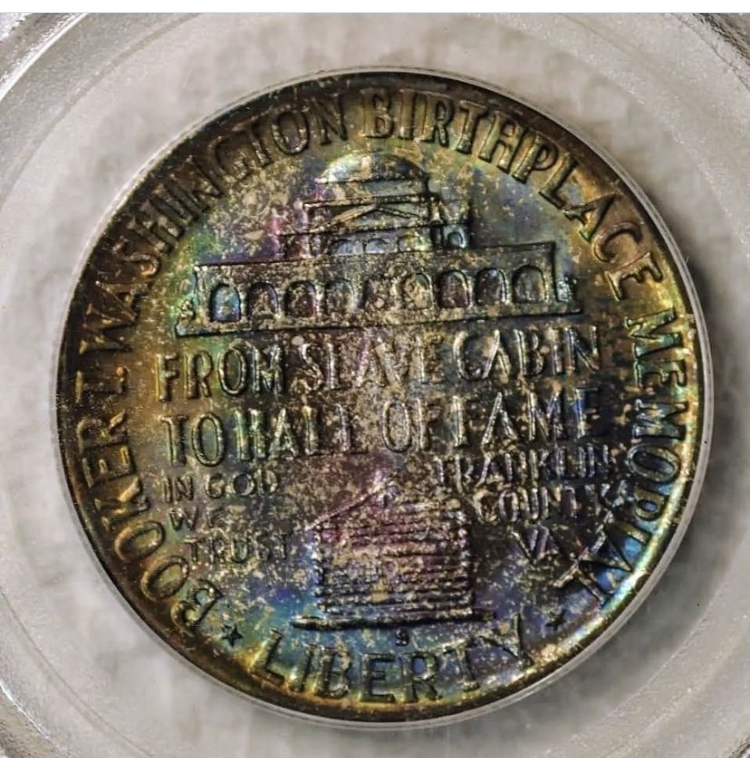 BOOKER T. WASHINGTON BIRTHPLACE MEMORIAL
FROM SLAVE CABIN
TO HALL OF FAME
IN GOD
WE
TRUST
FRANKLIN
COUNTY
VA
S
LIBERTY